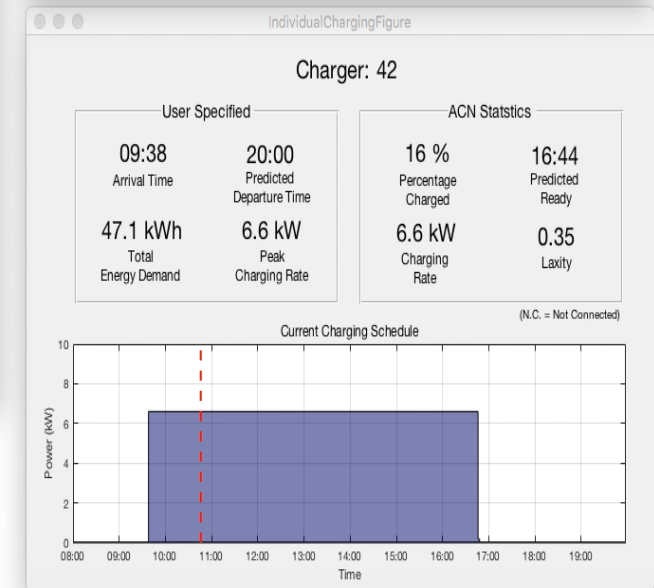 IndividualChargingFigure
Charger: 42
User Specified
09:38
Arrival Time
20:00
Predicted
Departure Time
47.1 kWh
Total
Energy Demand
6.6 kW
Peak
Charging Rate
ACN Statstics
16 %
Percentage
Charged
16:44
Predicted
Ready
6.6 kW
Charging
Rate
0.35
Laxity
(N.C. = Not Connected)
Current Charging Schedule
Power (kW)
10
8
6
4
2
0
08:00 09:00 10:00 11:00 12:00 13:00 14:00 15:00 16:00 17:00 18:00 19:00
Time